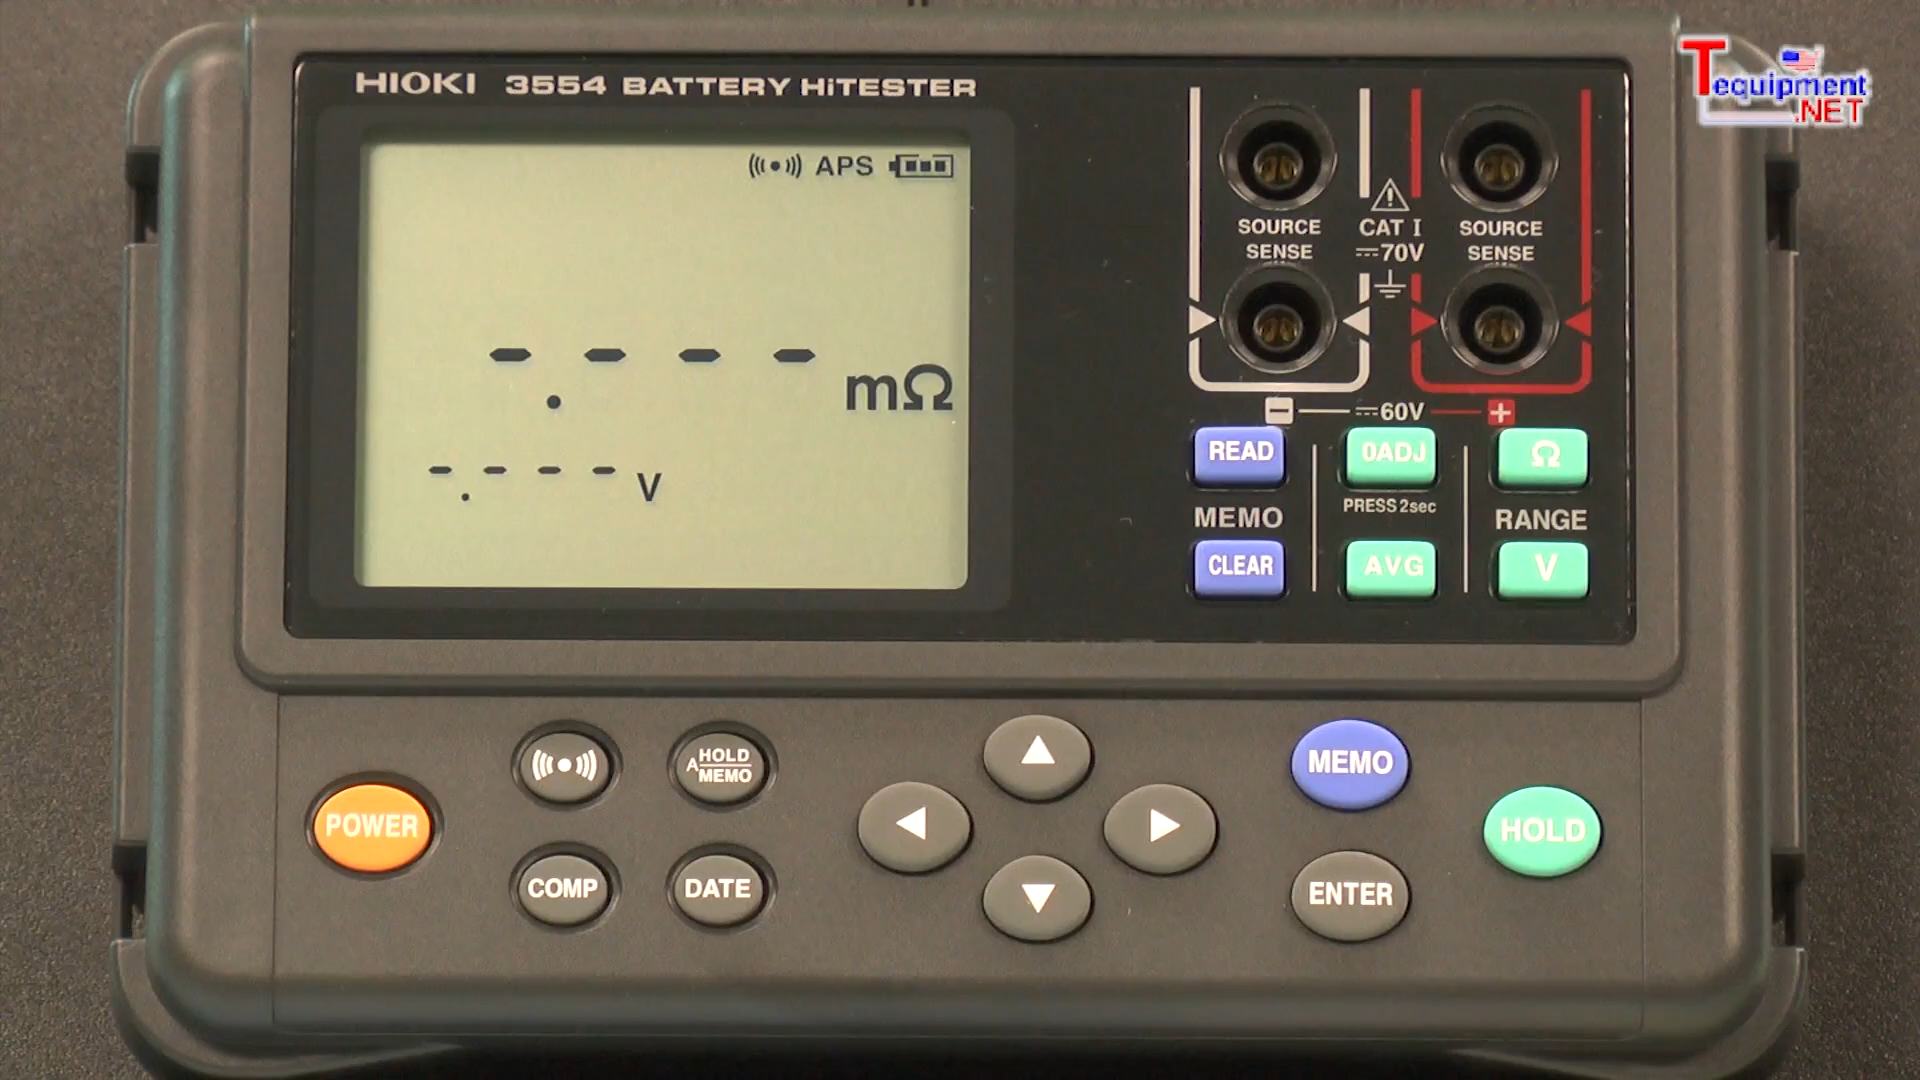 HIOKI 3554 BATTERY HiTESTER
Tequipment
.NET
APS
-.--- mΩ
-.--- V
SOURCE
SENSE
CAT I
⎓70V
SOURCE
SENSE
− ⎓60V +
READ
0ADJ
Ω
PRESS 2sec
MEMO
RANGE
CLEAR
AVG
V
POWER
A HOLD
MEMO
COMP
DATE
MEMO
ENTER
HOLD